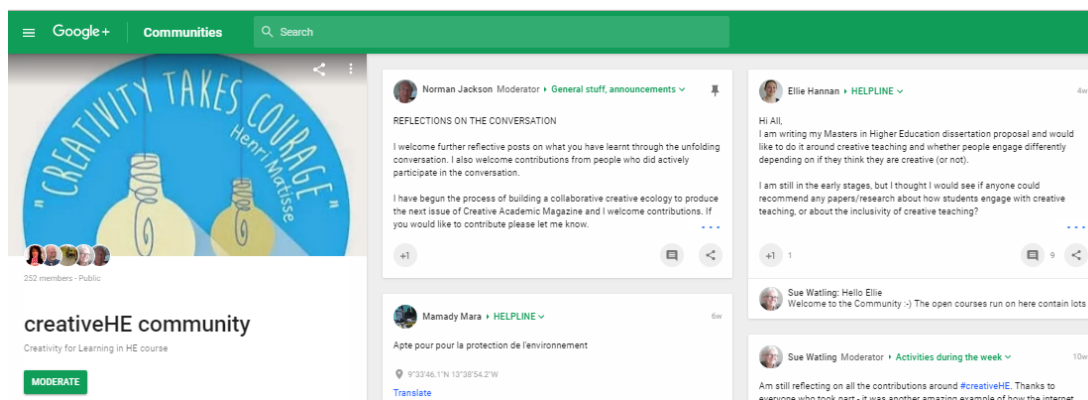 Google+ Communities Search
"CREATIVITY TAKES COURAGE"
Henri Matisse
252 members - Public
creativeHE community
Creativity for Learning in HE course
MODERATE
Norman Jackson Moderator General stuff, announcements
REFLECTIONS ON THE CONVERSATION
I welcome further reflective posts on what you have learnt through the unfolding
conversation. I also welcome contributions from people who did actively
participate in the conversation.
I have begun the process of building a collaborative creative ecology to produce
the next issue of Creative Academic Magazine and I welcome contributions. If
you would like to contribute please let me know.
+1
Mamady Mara HELPLINE 6w
Apte pour pour la protection de l'environnement
9°33'46.1"N 13°38'54.2"W
Translate
Ellie Hannan HELPLINE 4w
Hi All,
I am writing my Masters in Higher Education dissertation proposal and would
like to do it around creative teaching and whether people engage differently
depending on if they think they are creative (or not).
I am still in the early stages, but I thought I would see if anyone could
recommend any papers/research about how students engage with creative
teaching, or about the inclusivity of creative teaching?
+1 1 9
Sue Watling: Hello Ellie
Welcome to the Community :-) The open courses run on here contain lots
Sue Watling Moderator Activities during the week 10w
Am still reflecting on all the contributions around #creativeHE. Thanks to
everyone who took part - it was another amazing example of how the internet